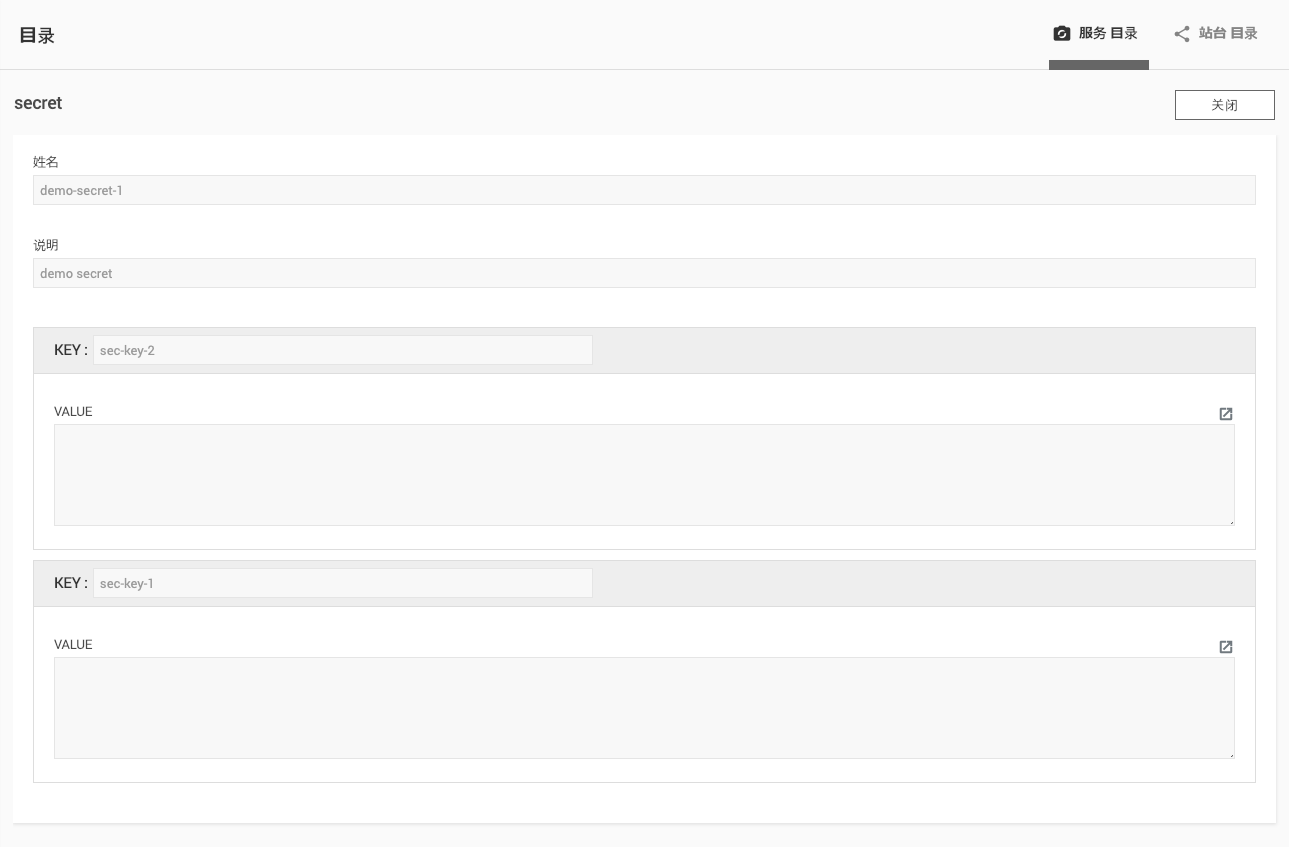 目录
服务 目录
站台 目录
secret
关闭
姓名
demo-secret-1
说明
demo secret
KEY : sec-key-2
VALUE
KEY : sec-key-1
VALUE